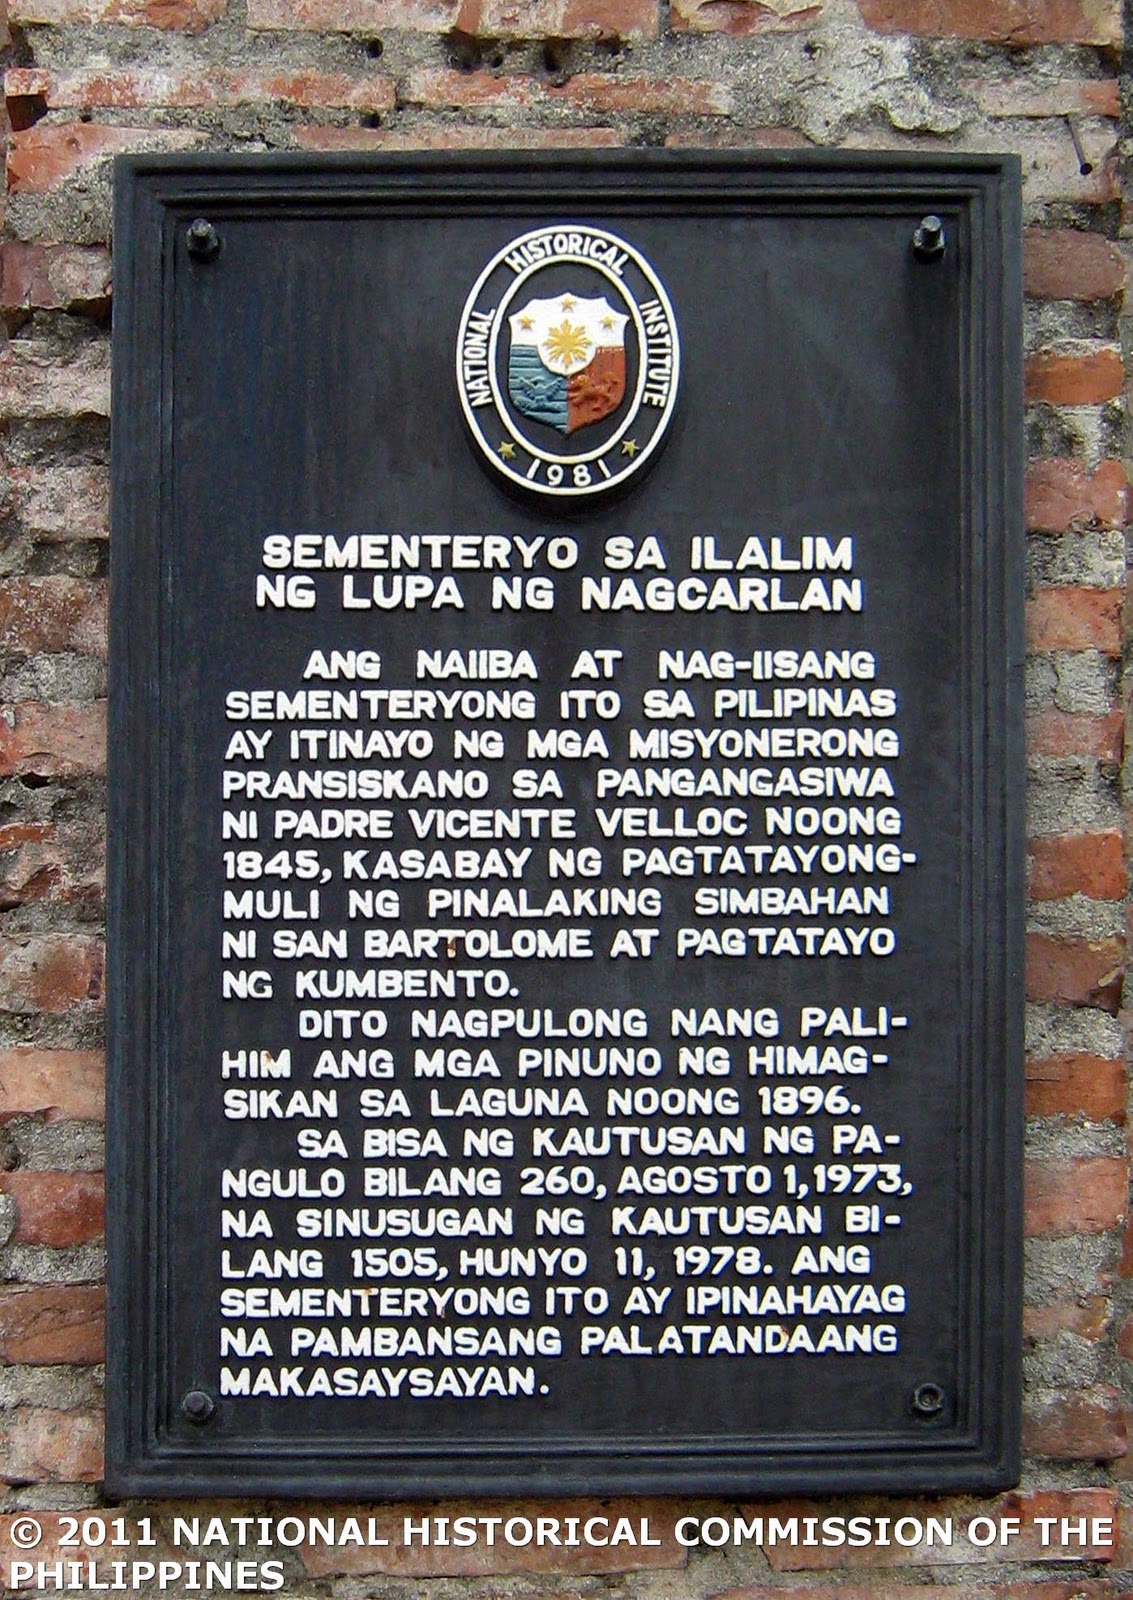 NATIONAL HISTORICAL INSTITUTE
1981
SEMENTERYO SA ILALIM
NG LUPA NG NAGCARLAN
ANG NAIIBA AT NAG-IISANG
SEMENTERYONG ITO SA PILIPINAS
AY ITINAYO NG MGA MISYONERONG
PRANSISKANO SA PANGANGASIWA
NI PADRE VICENTE VELLOC NOONG
1845, KASABAY NG PAGTATAYONG-
MULI NG PINALAKING SIMBAHAN
NI SAN BARTOLOME AT PAGTATAYO
NG KUMBENTO.
DITO NAGPULONG NANG PALI-
HIM ANG MGA PINUNO NG HIMAG-
SIKAN SA LAGUNA NOONG 1896.
SA BISA NG KAUTUSAN NG PA-
NGULO BILANG 260, AGOSTO 1, 1973,
NA SINUSUGAN NG KAUTUSAN BI-
LANG 1505, HUNYO 11, 1978. ANG
SEMENTERYONG ITO AY IPINAHAYAG
NA PAMBANSANG PALATANDAANG
MAKASAYSAYAN.
© 2011 NATIONAL HISTORICAL COMMISSION OF THE
PHILIPPINES